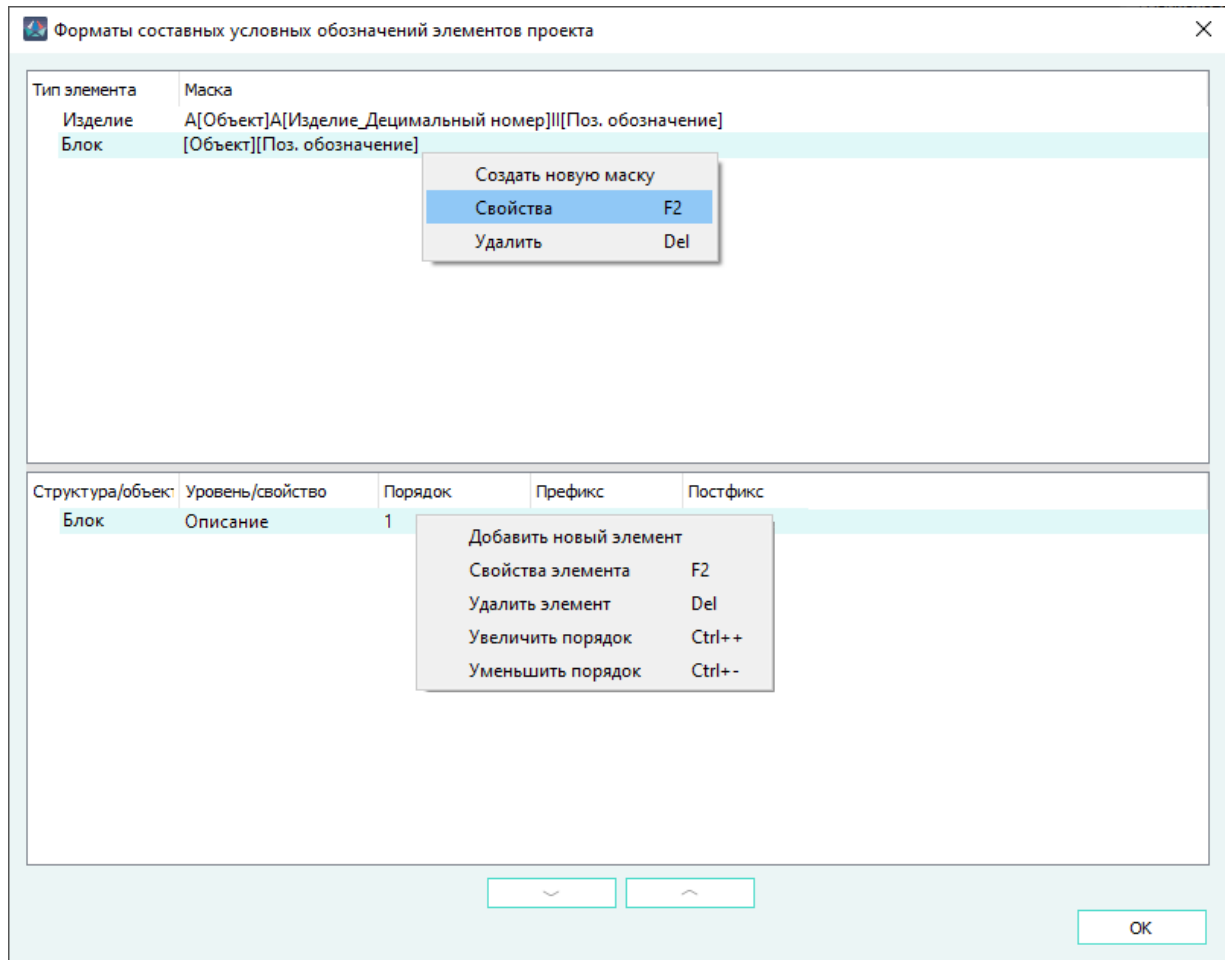 Форматы составных условных обозначений элементов проекта
Тип элемента Маска
Изделие А[Объект]А[Изделие_Децимальный номер]II[Поз. обозначение]
Блок [Объект][Поз. обозначение]
Создать новую маску
Свойства F2
Удалить Del
Структура/объект Уровень/свойство Порядок Префикс Постфикс
Блок Описание 1
Добавить новый элемент
Свойства элемента F2
Удалить элемент Del
Увеличить порядок Ctrl++
Уменьшить порядок Ctrl+-
ОК